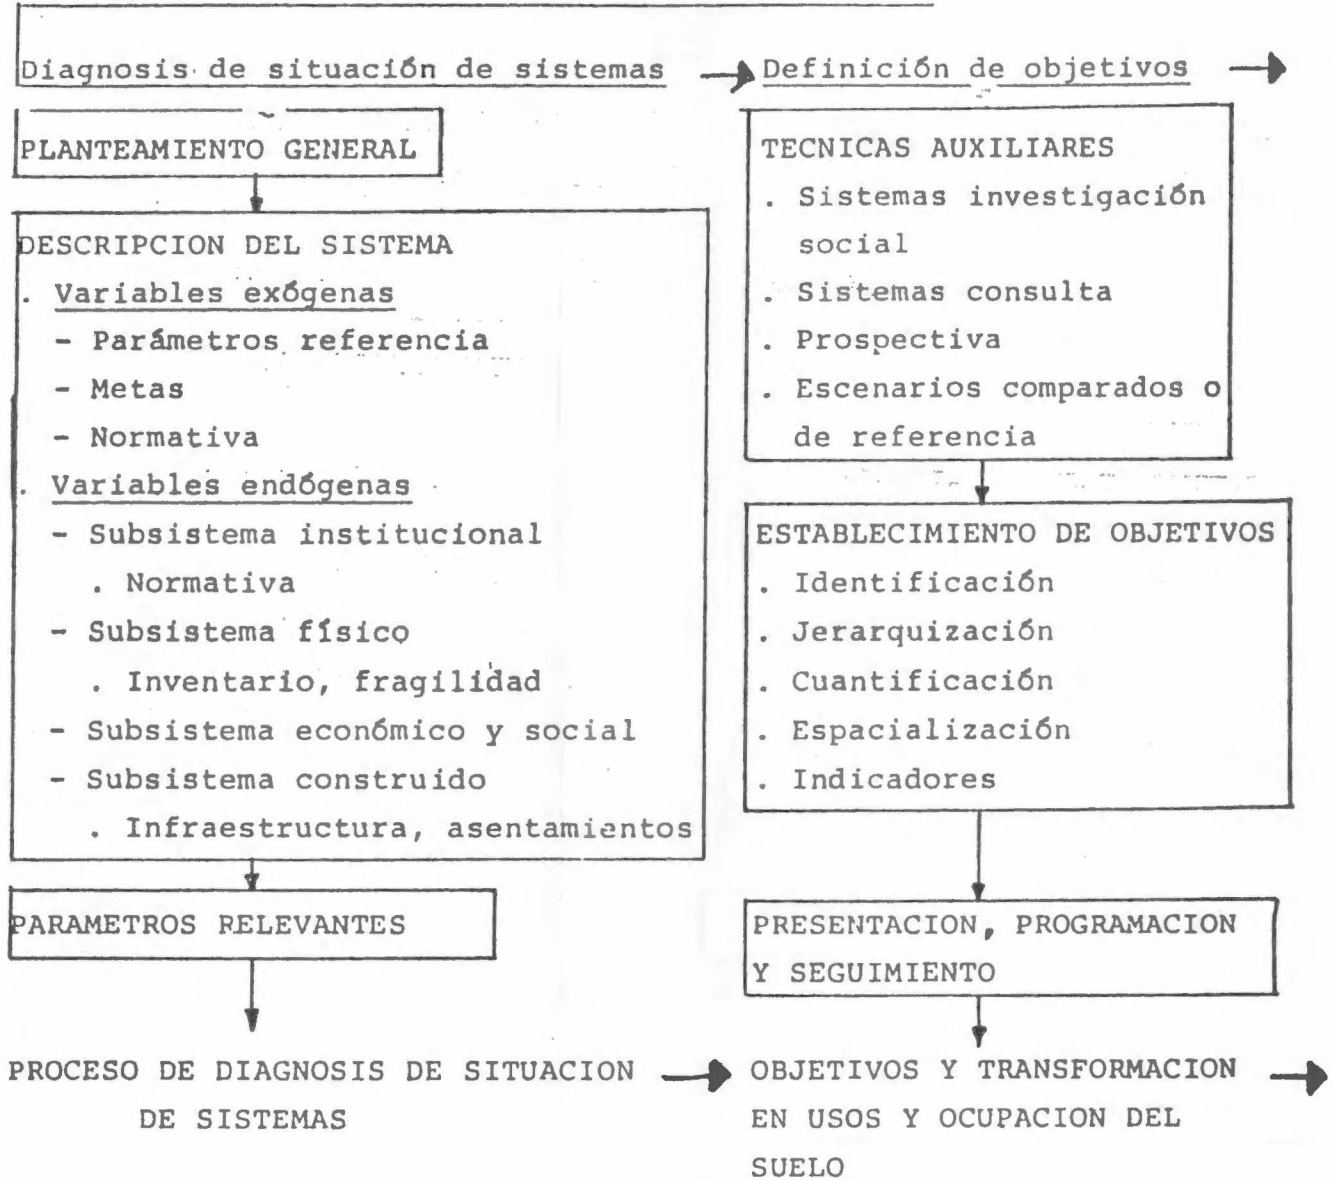 Diagnosis de situación de sistemas
PLANTEAMIENTO GENERAL
DESCRIPCION DEL SISTEMA
. Variables exógenas
- Parámetros referencia
- Metas
- Normativa
. Variables endógenas
- Subsistema institucional
. Normativa
- Subsistema físico
. Inventario, fragilidad
- Subsistema económico y social
- Subsistema construido
. Infraestructura, asentamientos
PARAMETROS RELEVANTES
PROCESO DE DIAGNOSIS DE SITUACION
DE SISTEMAS
Definición de objetivos
TECNICAS AUXILIARES
. Sistemas investigación
social
. Sistemas consulta
. Prospectiva
. Escenarios comparados o
de referencia
ESTABLECIMIENTO DE OBJETIVOS
. Identificación
. Jerarquización
. Cuantificación
. Espacialización
. Indicadores
PRESENTACION, PROGRAMACION
Y SEGUIMIENTO
OBJETIVOS Y TRANSFORMACION
EN USOS Y OCUPACION DEL
SUELO